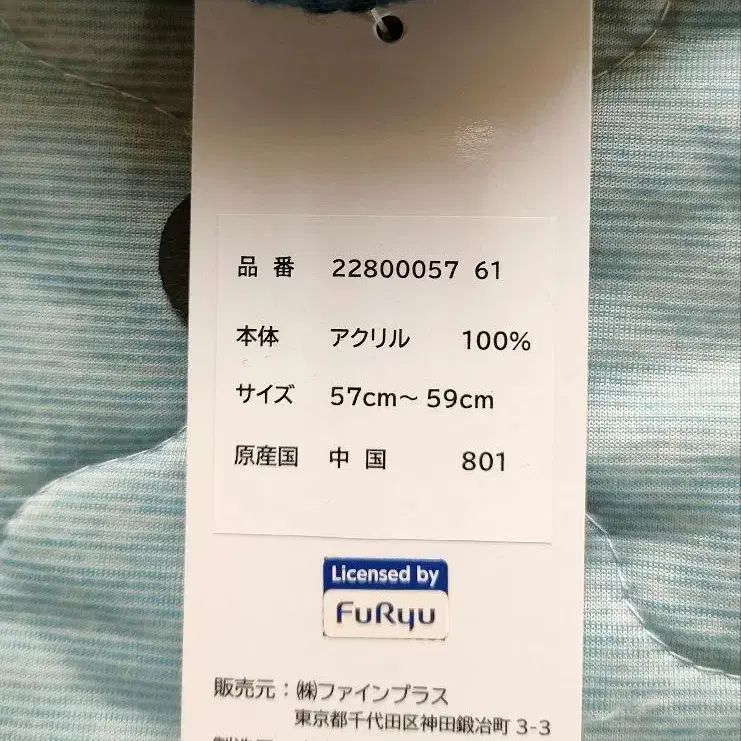 品番 22800057 61
本体 アクリル 100%
サイズ 57cm～59cm
原産国 中国 801
Licensed by
FuRyu
販売元：㈱ファインプラス
東京都千代田区神田鍛冶町 3-3